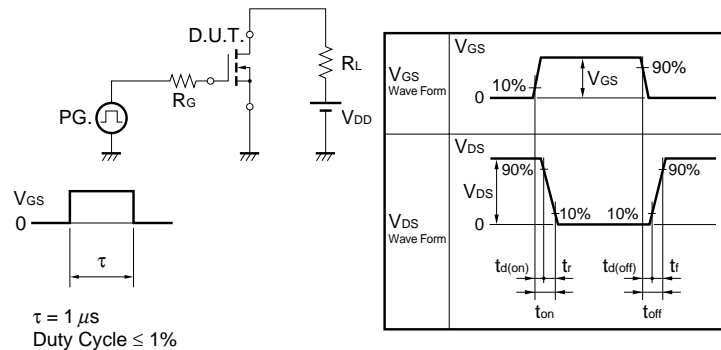 D.U.T.
RL
RG
PG.
VDD
VGS
0
τ
τ = 1 μs
Duty Cycle ≤ 1%
VGS
Wave Form
VGS
10%
VGS
90%
0
VDS
Wave Form
VDS
90%
VDS
90%
10%
10%
0
td(on)
tr
td(off)
tf
ton
toff